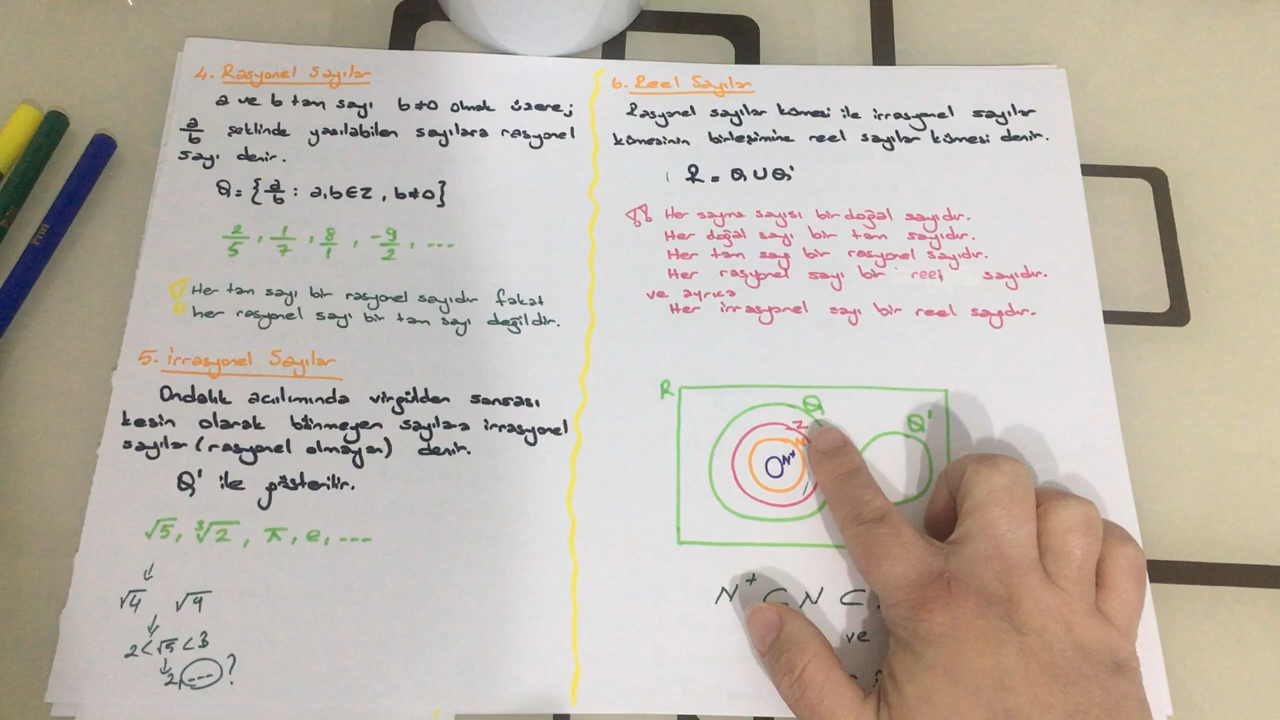 4. Rasyonel Sayılar
a ve b tam sayı b≠0 olmak üzere;
a/b şeklinde yazılabilen sayılara rasyonel
sayı denir.
Q = {a/b : a,b∈Z, b≠0}
2/5, 1/7, 8/1, -9/2, ...
! Her tam sayı bir rasyonel sayıdır fakat
her rasyonel sayı bir tam sayı değildir.
5. İrrasyonel Sayılar
Ondalık açılımında virgülden sonrası
kesin olarak bilinmeyen sayılara irrasyonel
sayılar (rasyonel olmayan) denir.
Q' ile gösterilir.
√5, ³√2, π, e, ...
√4 √9
2<√5<3
2,--- ?
6. Reel Sayılar
Rasyonel sayılar kümesi ile irrasyonel sayılar
kümesinin birleşimine reel sayılar kümesi denir.
R = Q ∪ Q'
!! Her sayma sayısı bir doğal sayıdır.
Her doğal sayı bir tam sayıdır.
Her tam sayı bir rasyonel sayıdır.
Her rasyonel sayı bir reel sayıdır.
ve ayrıca
Her irrasyonel sayı bir reel sayıdır.
R
Q
Q'
Z
N
N⁺
N⁺ ⊂ N ⊂
ve